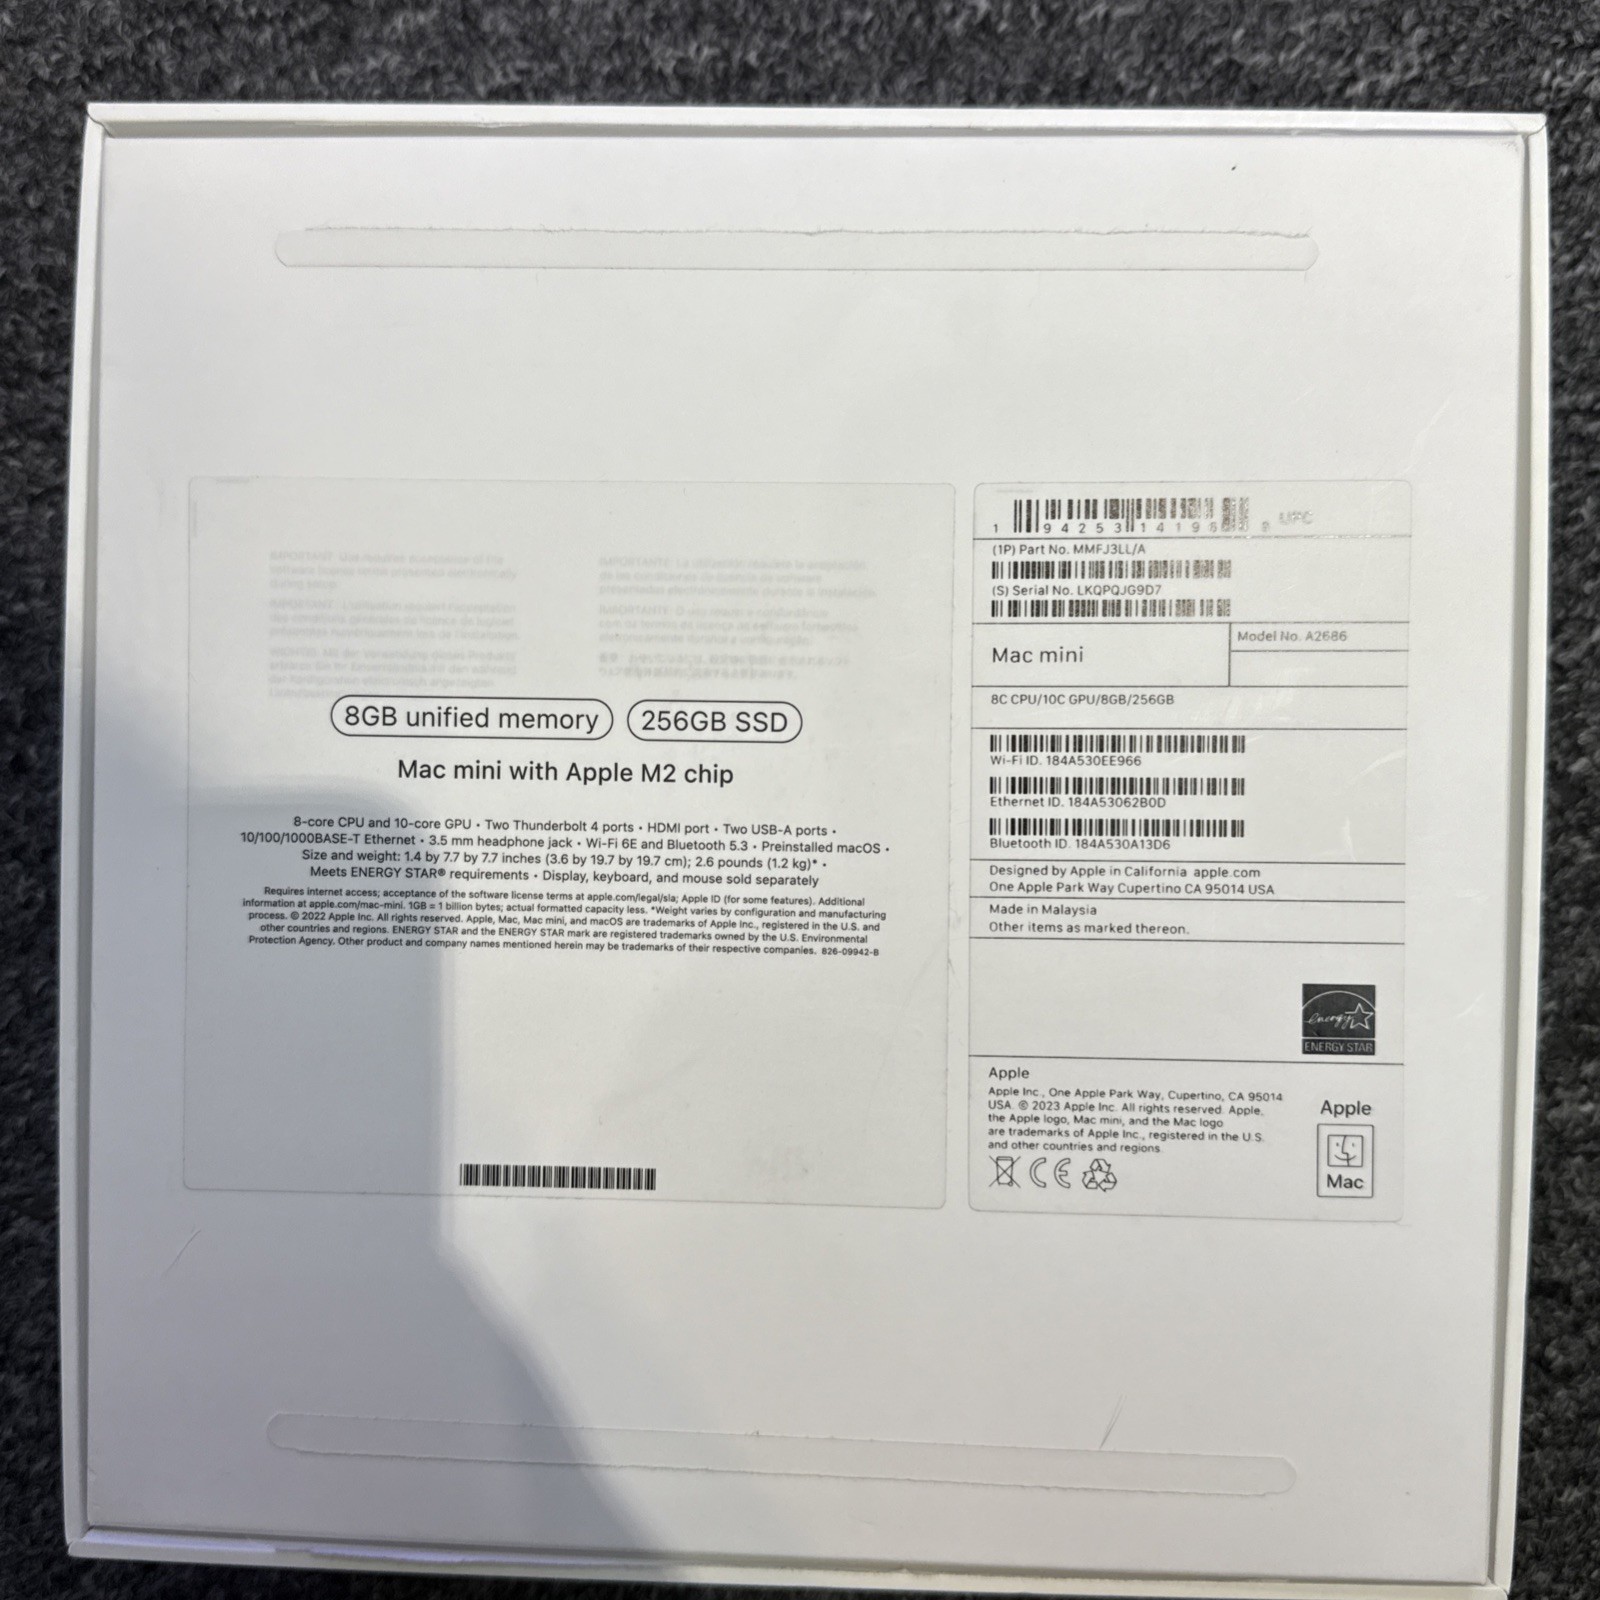 8GB unified memory 256GB SSD
Mac mini with Apple M2 chip
8-core CPU and 10-core GPU • Two Thunderbolt 4 ports • HDMI port • Two USB-A ports •
10/100/1000BASE-T Ethernet • 3.5 mm headphone jack • Wi-Fi 6E and Bluetooth 5.3 • Preinstalled macOS •
Size and weight: 1.4 by 7.7 by 7.7 inches (3.6 by 19.7 by 19.7 cm); 2.6 pounds (1.2 kg)* •
Meets ENERGY STAR® requirements • Display, keyboard, and mouse sold separately
Requires internet access; acceptance of the software license terms at apple.com/legal/sla; Apple ID (for some features). Additional
information at apple.com/mac-mini. 1GB = 1 billion bytes; actual formatted capacity less. *Weight varies by configuration and manufacturing
process. © 2022 Apple Inc. All rights reserved. Apple, Mac, Mac mini, and macOS are trademarks of Apple Inc., registered in the U.S. and
other countries and regions. ENERGY STAR and the ENERGY STAR mark are registered trademarks owned by the U.S. Environmental
Protection Agency. Other product and company names mentioned herein may be trademarks of their respective companies. 826-09942-B
1 94253 1419
UPC
(1P) Part No. MMFJ3LL/A
(S) Serial No. LKQPQJG9D7
Mac mini
Model No. A2686
8C CPU/10C GPU/8GB/256GB
Wi-Fi ID. 184A530EE966
Ethernet ID. 184A53062B0D
Bluetooth ID. 184A530A13D6
Designed by Apple in California apple.com
One Apple Park Way Cupertino CA 95014 USA
Made in Malaysia
Other items as marked thereon.
energy
ENERGY STAR
Apple
Apple Inc., One Apple Park Way, Cupertino, CA 95014
USA. © 2023 Apple Inc. All rights reserved. Apple,
the Apple logo, Mac mini, and the Mac logo
are trademarks of Apple Inc., registered in the U.S.
and other countries and regions.
CE
Apple
Mac